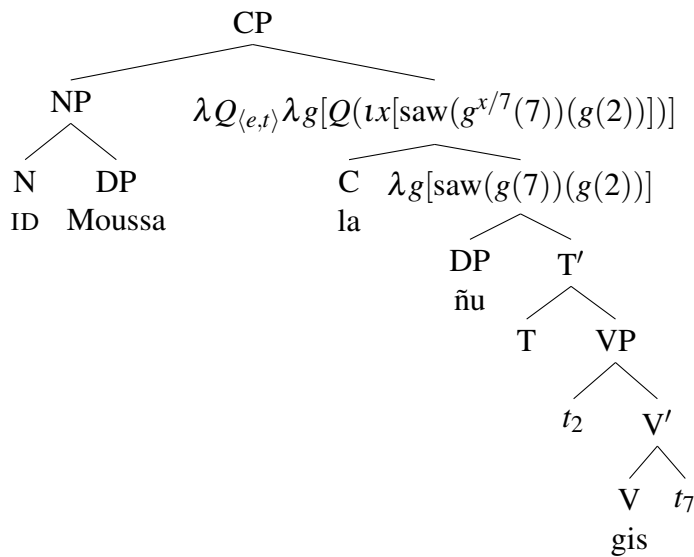 CP
NP λQ⟨e,t⟩λg[Q(ιx[saw(g^{x/7}(7))(g(2))])]
N DP C λg[saw(g(7))(g(2))]
ID Moussa la
DP T′
ñu
T VP
t₂ V′
V t₇
gis